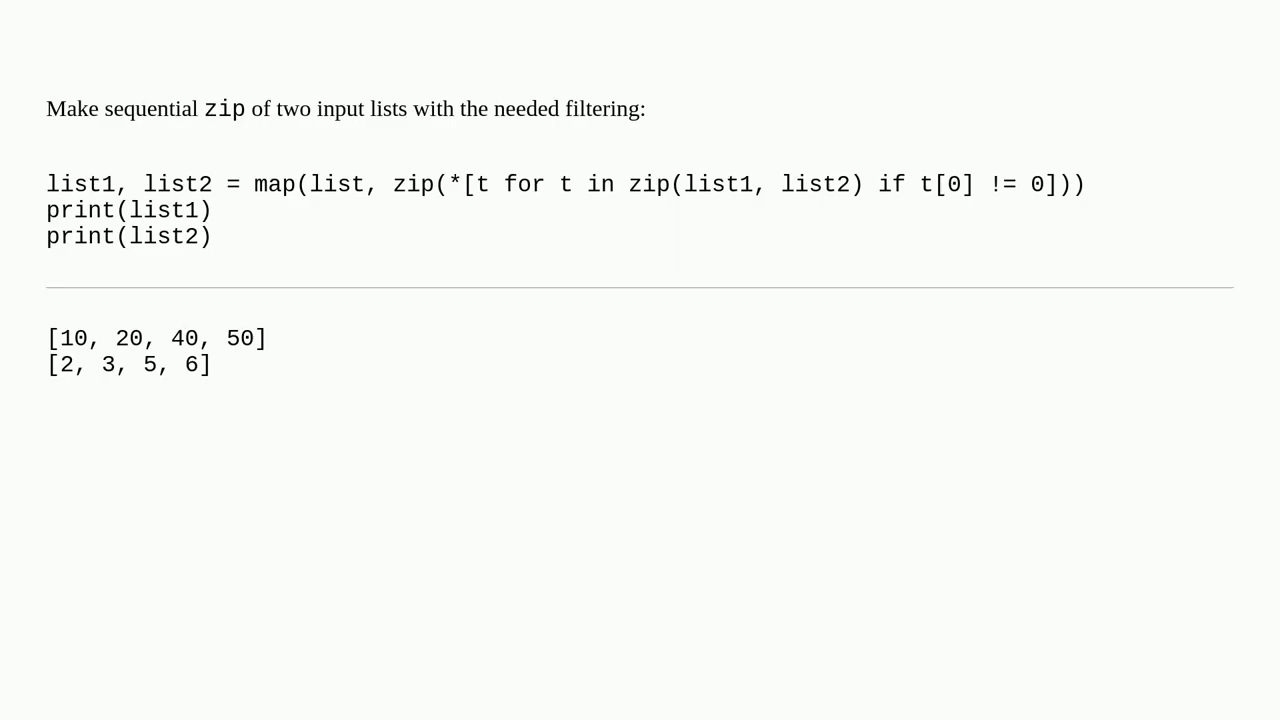 Make sequential zip of two input lists with the needed filtering:
list1, list2 = map(list, zip(*[t for t in zip(list1, list2) if t[0] != 0]))
print(list1)
print(list2)
[10, 20, 40, 50]
[2, 3, 5, 6]